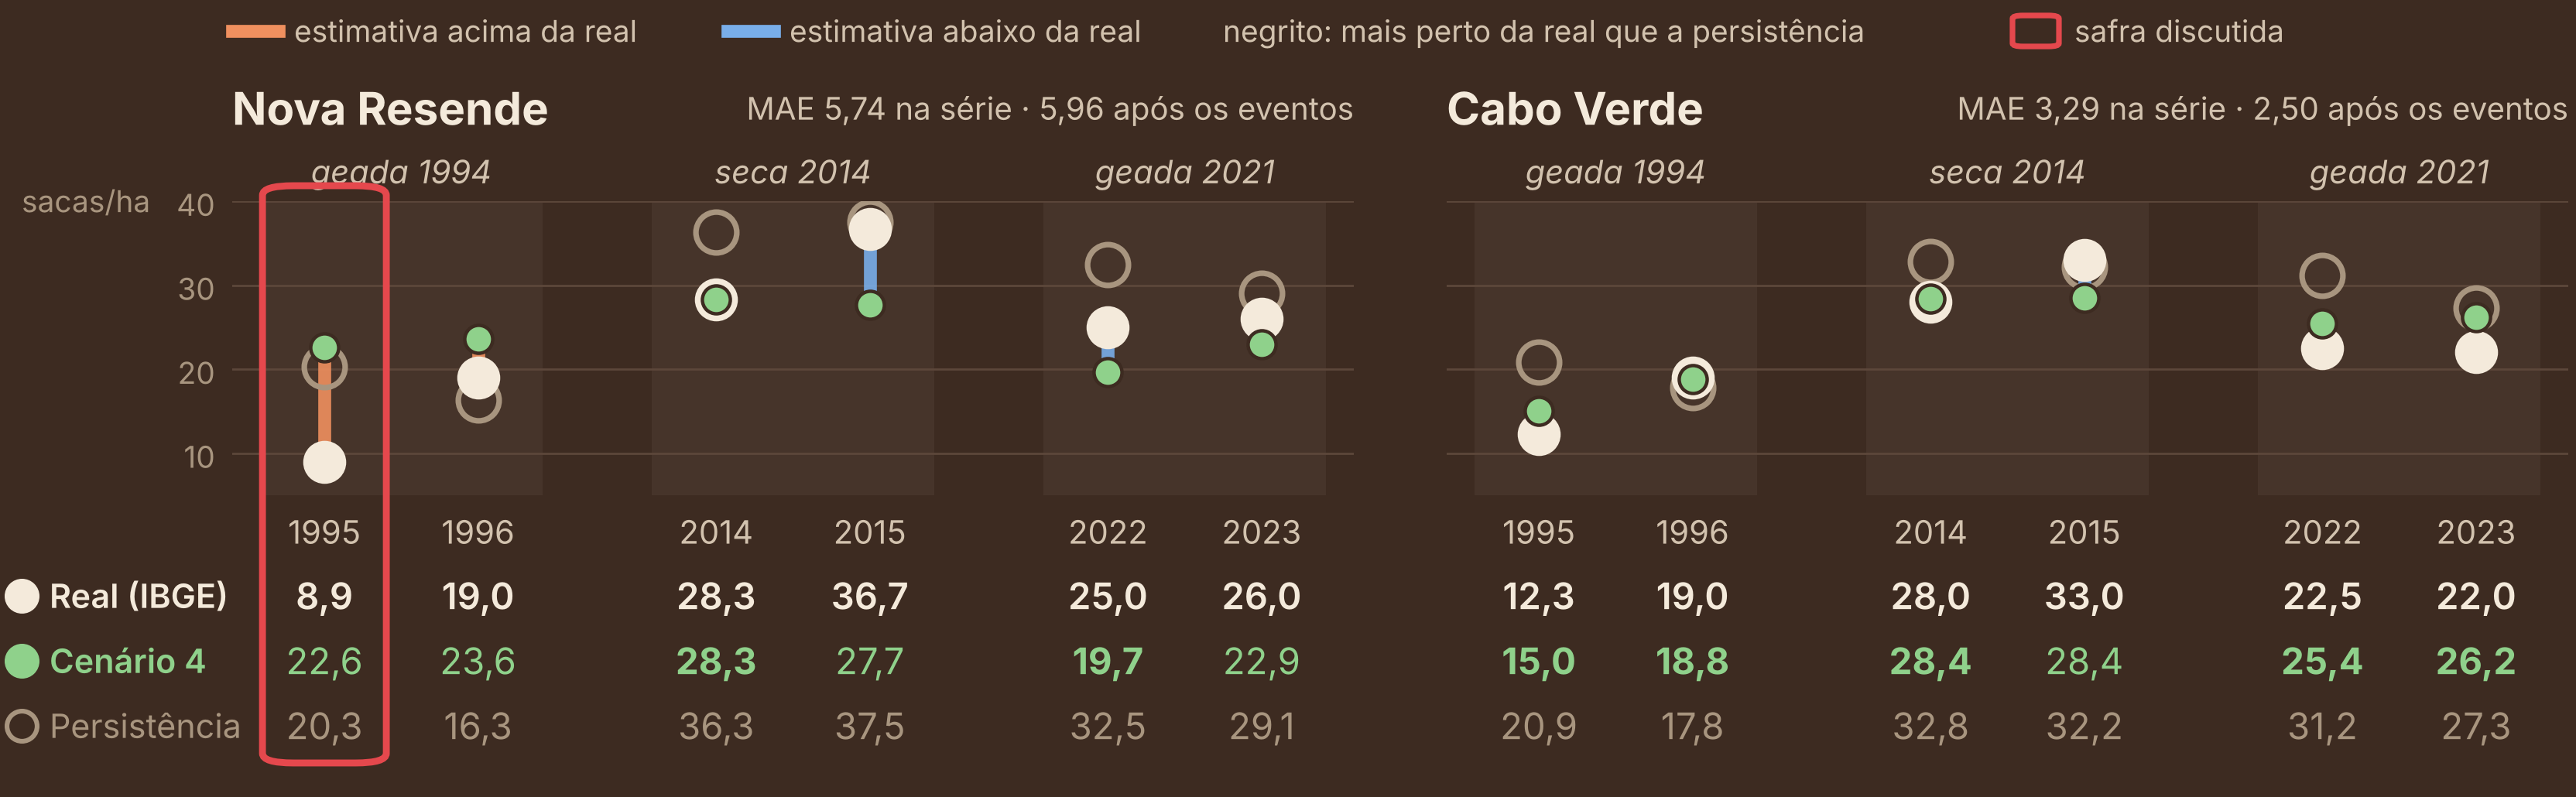 estimativa acima da real estimativa abaixo da real negrito: mais perto da real que a persistência safra discutida
Nova Resende MAE 5,74 na série · 5,96 após os eventos Cabo Verde MAE 3,29 na série · 2,50 após os eventos
geada 1994 seca 2014 geada 2021 geada 1994 seca 2014 geada 2021
sacas/ha 40
30
20
10
1995 1996 2014 2015 2022 2023 1995 1996 2014 2015 2022 2023
Real (IBGE) 8,9 19,0 28,3 36,7 25,0 26,0 12,3 19,0 28,0 33,0 22,5 22,0
Cenário 4 22,6 23,6 28,3 27,7 19,7 22,9 15,0 18,8 28,4 28,4 25,4 26,2
Persistência 20,3 16,3 36,3 37,5 32,5 29,1 20,9 17,8 32,8 32,2 31,2 27,3